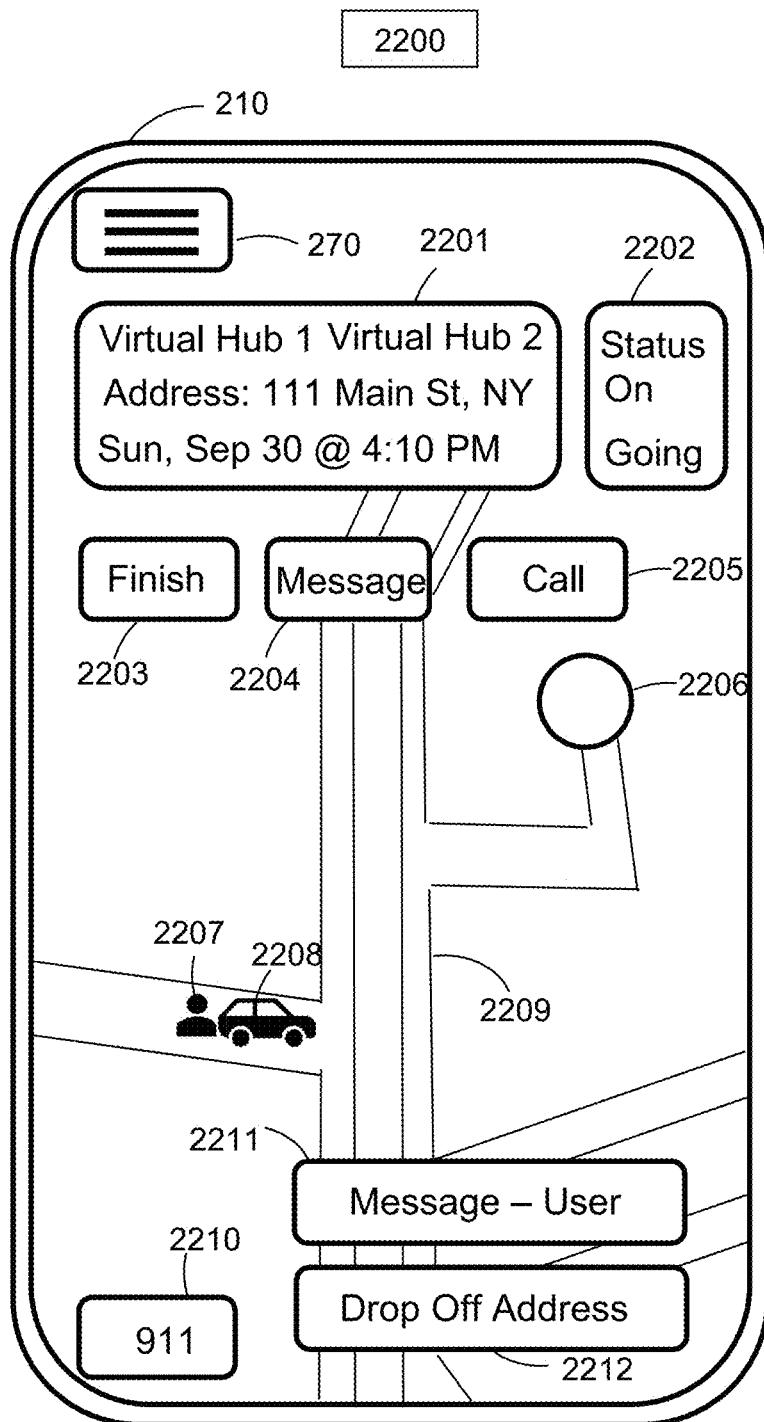 2200
210
270
2201
2202
Virtual Hub 1 Virtual Hub 2
Address: 111 Main St, NY
Sun, Sep 30 @ 4:10 PM
Status
On
Going
Finish
Message
Call
2205
2203
2204
2206
2207
2208
2209
2211
Message – User
2210
Drop Off Address
911
2212